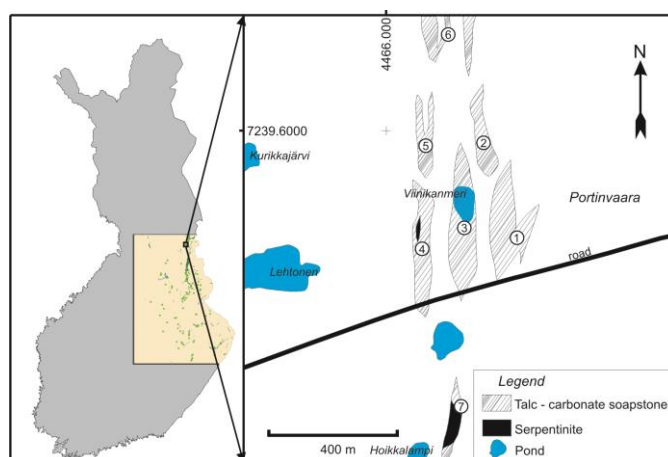 4466.000
N
7239.6000
Kurikkajärvi
Viinikanmeri
Portinvaara
Lehtonen
road
Hoikkalampi
400 m
6
5
2
3
4
1
7
Legend
Talc - carbonate soapstone
Serpentinite
Pond